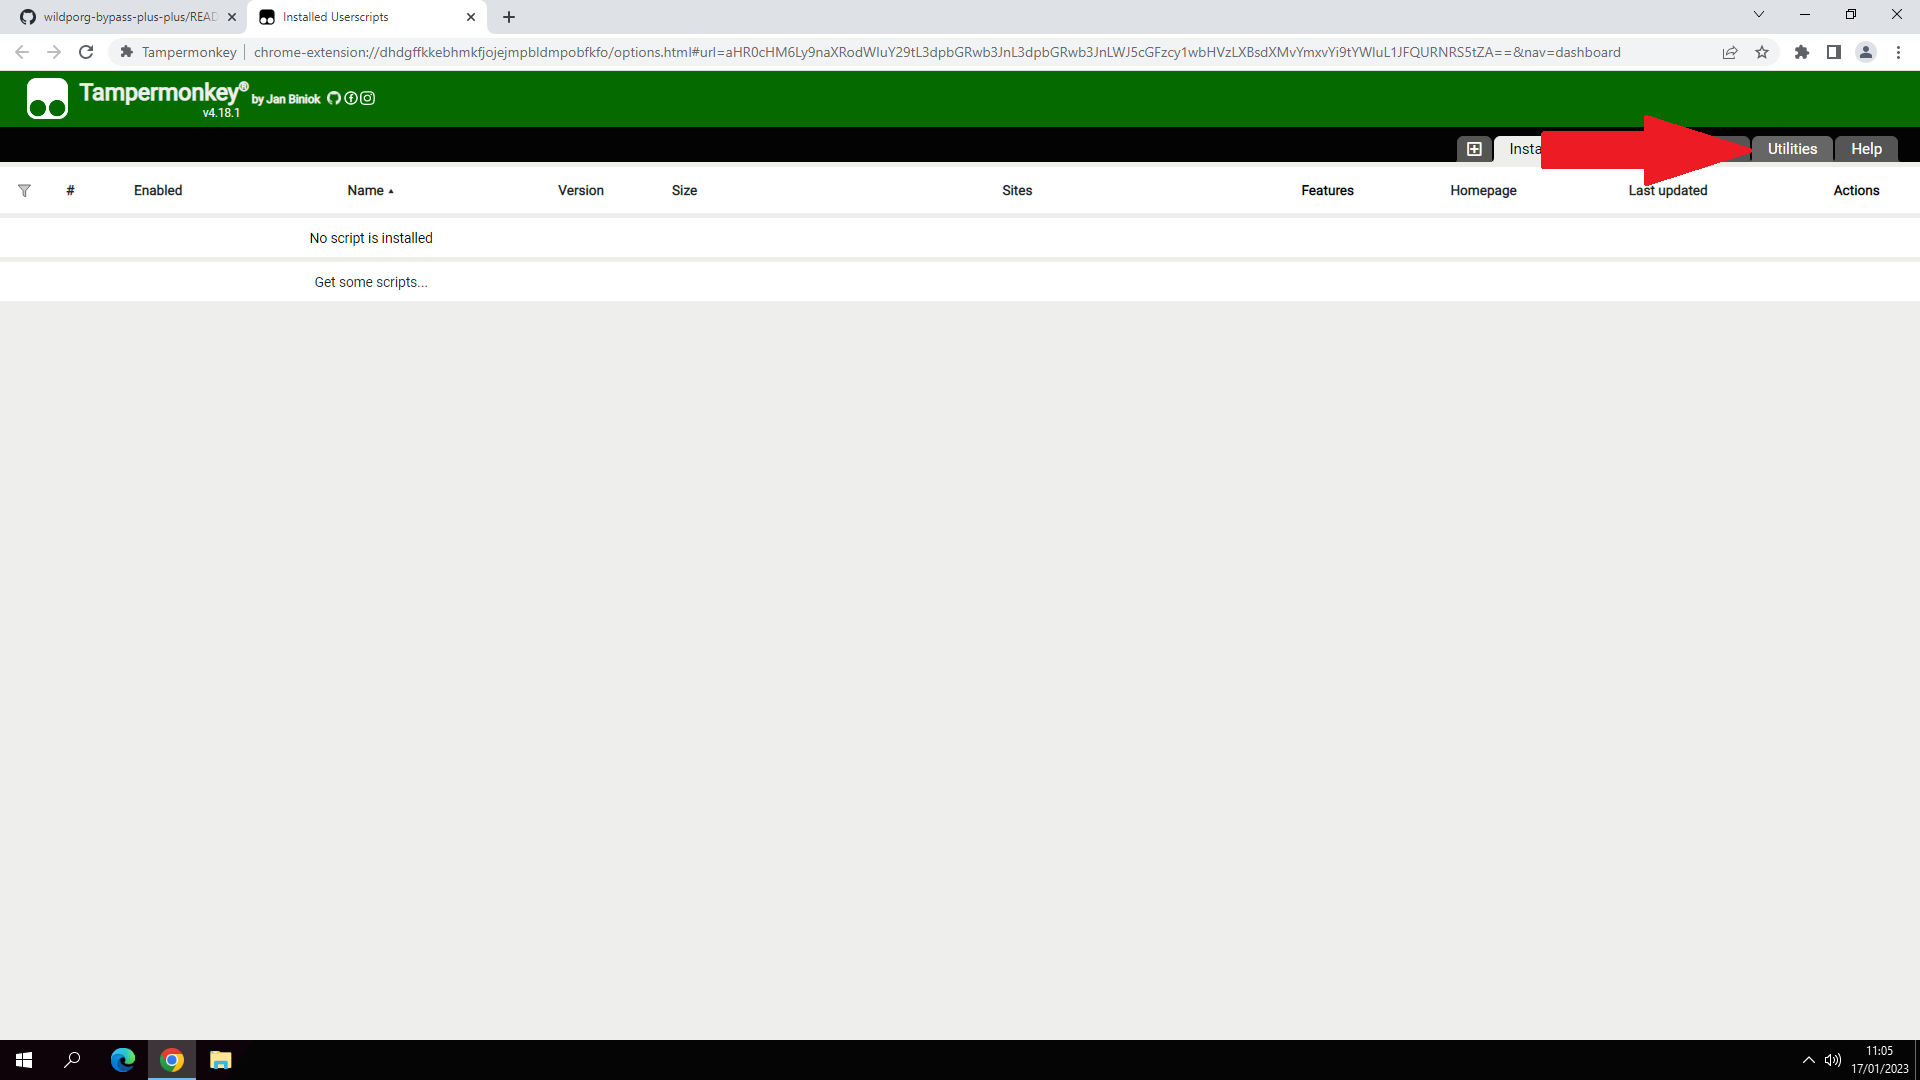 wildporg-bypass-plus-plus/READ
Installed Userscripts
Tampermonkey
chrome-extension://dhdgffkkebhmkfjojejmpbldmpobfkfo/options.html#url=aHR0cHM6Ly9naXRodWIuY29tL3dpbGRwb3JnL3dpbGRwb3JnLWJ5cGFzcy1wbHVzLXBsdXMvYmxvYi9tYWluL1JFQURNRS5tZA==&nav=dashboard
Tampermonkey® by Jan Biniok
v4.18.1
Insta
Utilities
Help
# Enabled Name Version Size Sites Features Homepage Last updated Actions
No script is installed
Get some scripts...
11:05
17/01/2023